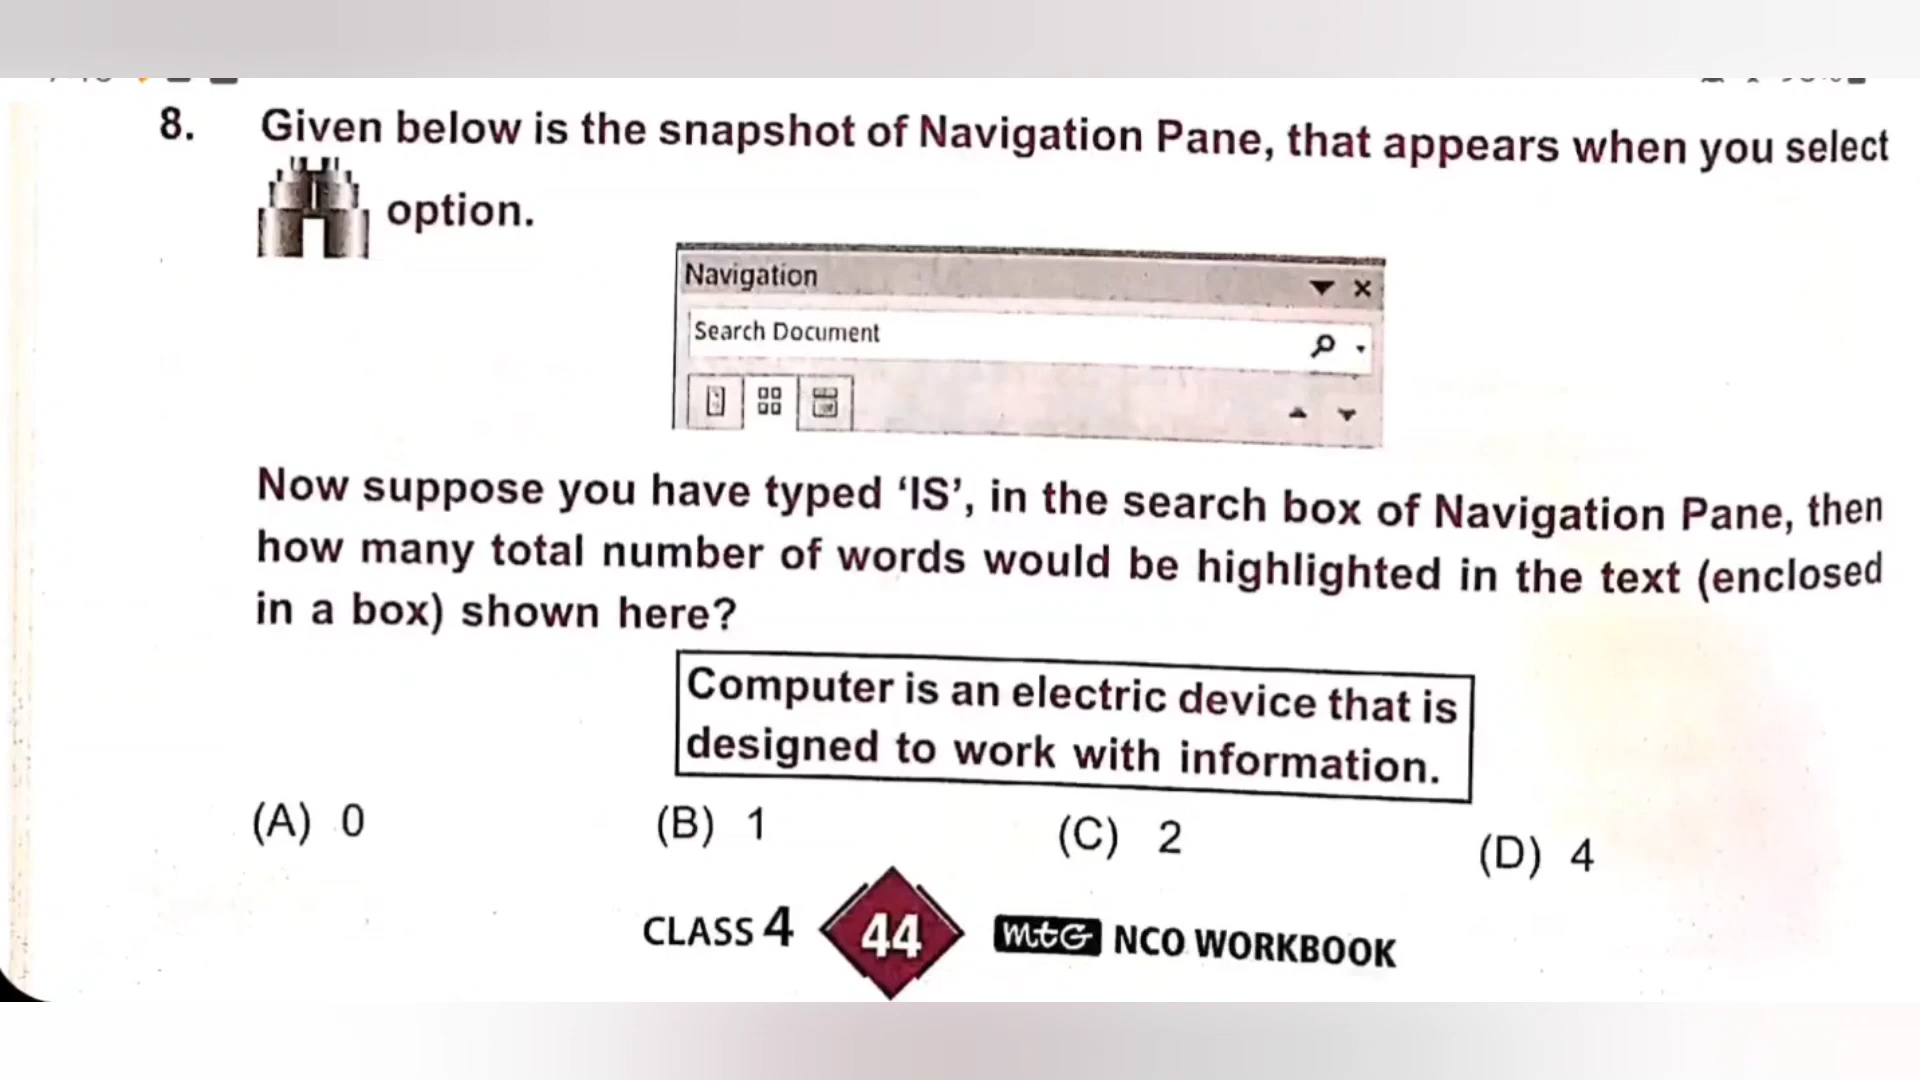 8. Given below is the snapshot of Navigation Pane, that appears when you select
option.
Navigation
Search Document
Now suppose you have typed ‘IS’, in the search box of Navigation Pane, then
how many total number of words would be highlighted in the text (enclosed
in a box) shown here?
Computer is an electric device that is
designed to work with information.
(A) 0 (B) 1 (C) 2 (D) 4
CLASS 4 44 mtG NCO WORKBOOK